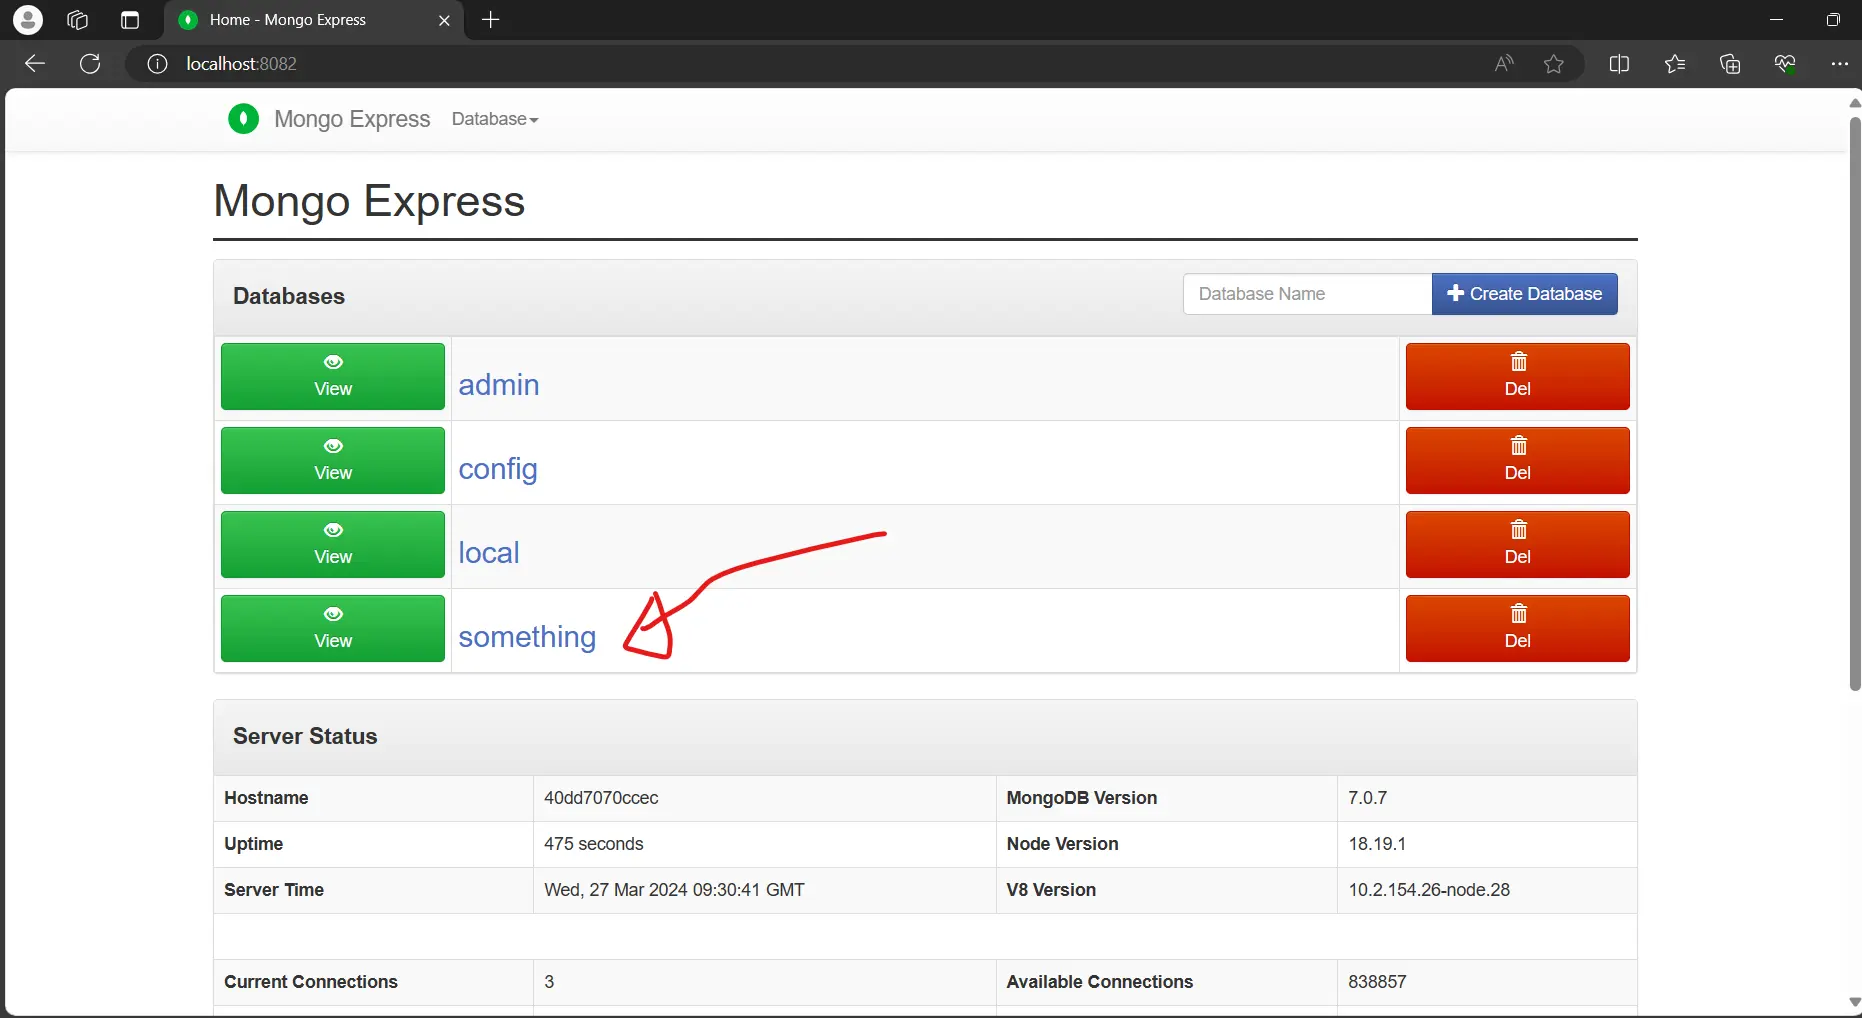 Home - Mongo Express
localhost:8082
Mongo Express Database
Mongo Express
Databases
Database Name
Create Database
View admin Del
View config Del
View local Del
View something Del
Server Status
Hostname 40dd7070ccec MongoDB Version 7.0.7
Uptime 475 seconds Node Version 18.19.1
Server Time Wed, 27 Mar 2024 09:30:41 GMT V8 Version 10.2.154.26-node.28
Current Connections 3 Available Connections 838857